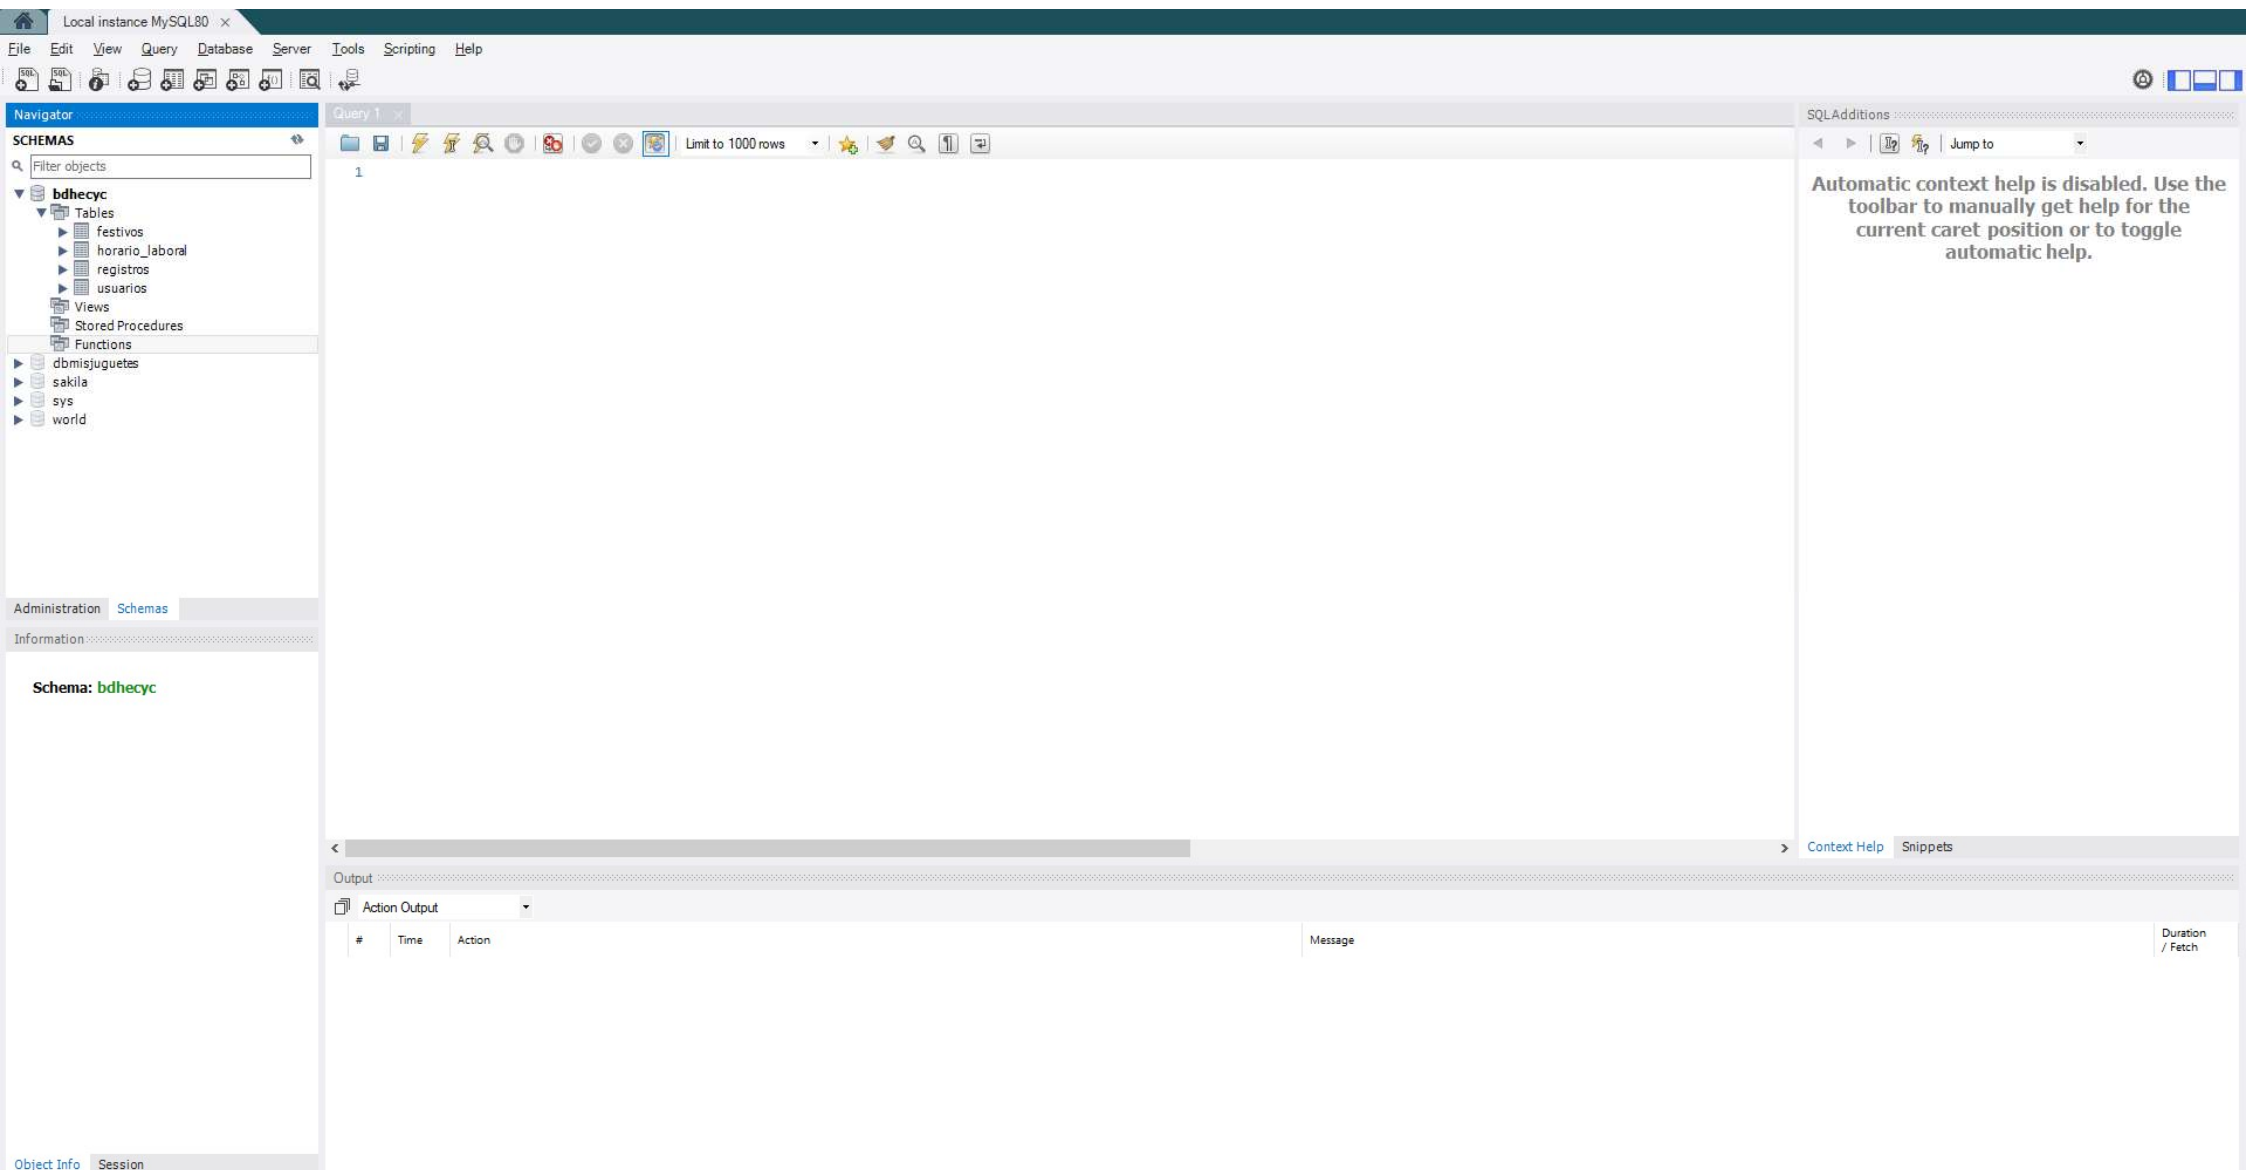 Local instance MySQL80
File Edit View Query Database Server Tools Scripting Help
Navigator
SCHEMAS
Filter objects
bdhecyc
Tables
festivos
horario_laboral
registros
usuarios
Views
Stored Procedures
Functions
dbmisjuguetes
sakila
sys
world
Administration Schemas
Information
Schema: bdhecyc
Object Info Session
Query 1
Limit to 1000 rows
1
Output
Action Output
# Time Action Message Duration / Fetch
SQLAdditions
Jump to
Automatic context help is disabled. Use the
toolbar to manually get help for the
current caret position or to toggle
automatic help.
Context Help Snippets